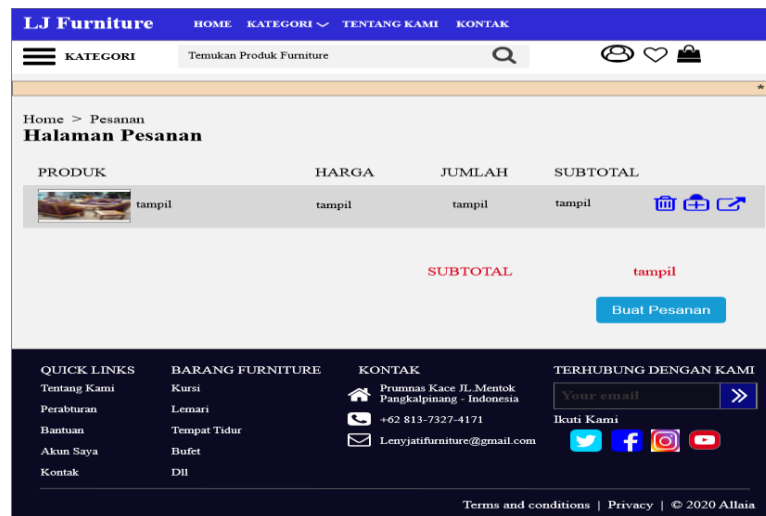 LJ Furniture HOME KATEGORI TENTANG KAMI KONTAK
KATEGORI Temukan Produk Furniture
*
Home > Pesanan
Halaman Pesanan
PRODUK HARGA JUMLAH SUBTOTAL
tampil tampil tampil tampil
SUBTOTAL tampil
Buat Pesanan
QUICK LINKS
Tentang Kami
Perabturan
Bantuan
Akun Saya
Kontak
BARANG FURNITURE
Kursi
Lemari
Tempat Tidur
Bufet
Dll
KONTAK
Prumnas Kace JL.Mentok
Pangkalpinang - Indonesia
+62 813-7327-4171
Lenyjatifurniture@gmail.com
TERHUBUNG DENGAN KAMI
Your email
Ikuti Kami
Terms and conditions | Privacy | © 2020 Allaia